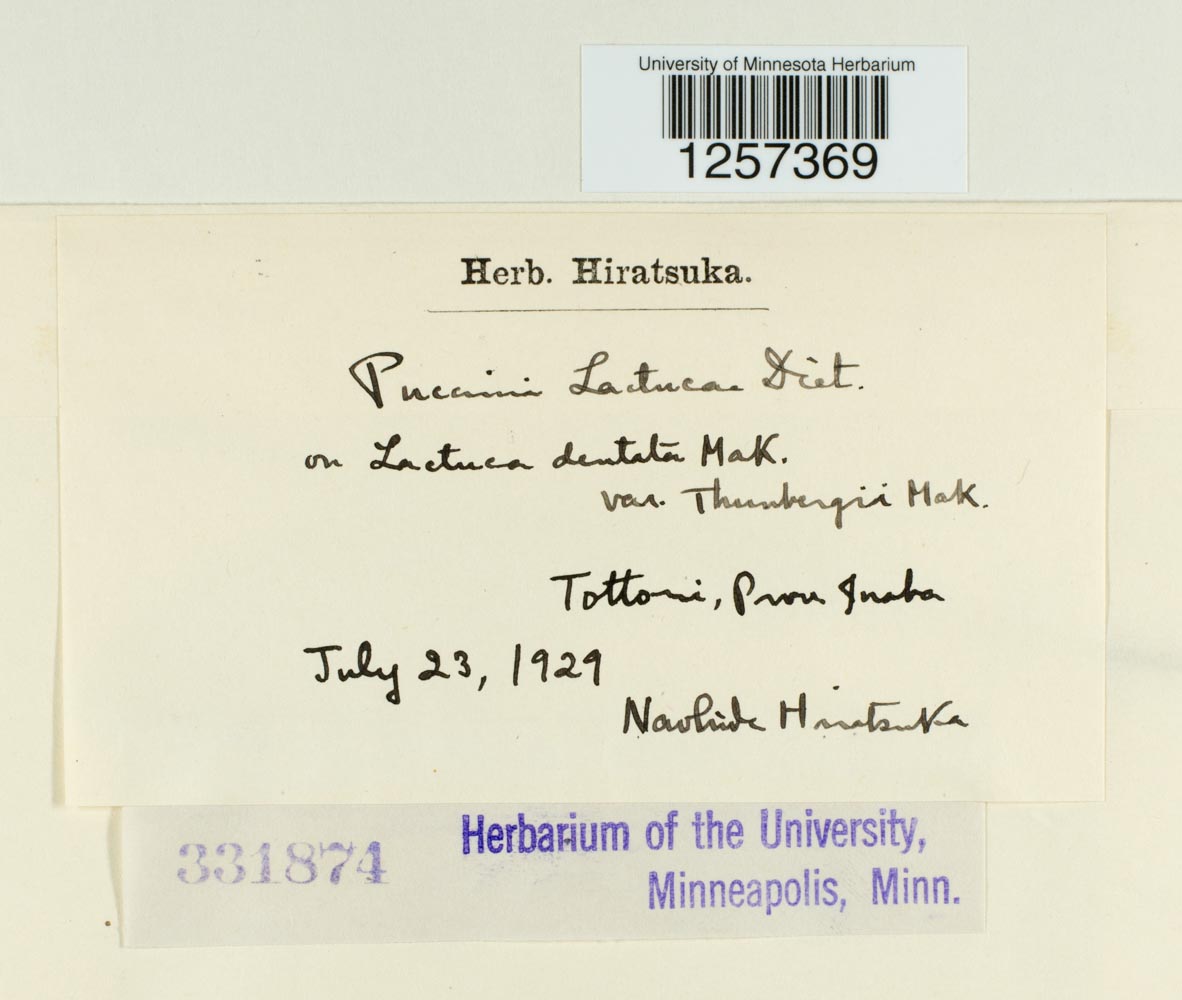 University of Minnesota Herbarium
1257369
Herb. Hiratsuka.
Puccinia Lactucae Diet.
on Lactuca dentata Mak.
var. Thunbergii Mak.
Tottori, Prov. Inaba
July 23, 1929
Naohide Hiratsuka
331874
Herbarium of the University,
Minneapolis, Minn.